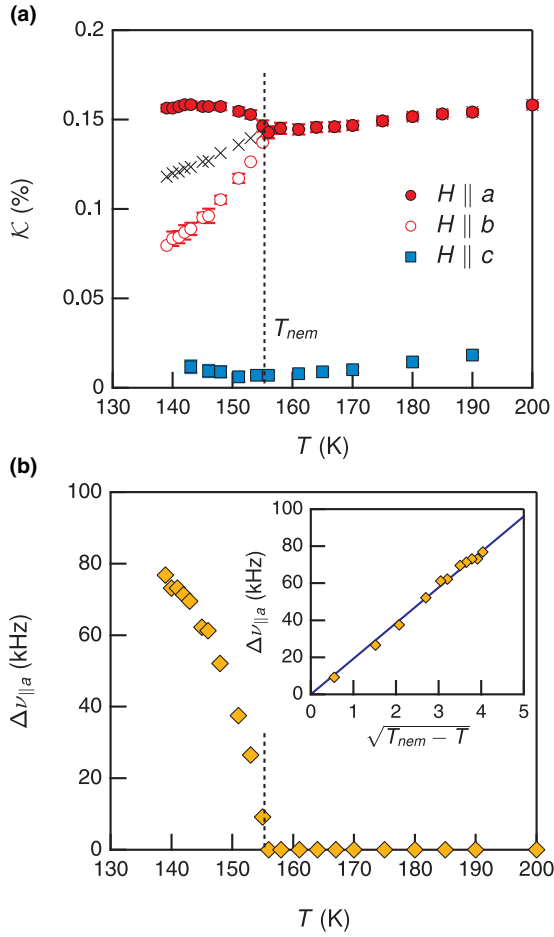 (a)
0.2
0.15
0.1
0.05
0
𝒦 (%)
H || a
H || b
H || c
T_nem
130 140 150 160 170 180 190 200
T (K)
(b)
100
80
60
40
20
0
Δν_||a (kHz)
100
80
60
40
20
0
Δν_||a (kHz)
0 1 2 3 4 5
√T_nem − T
130 140 150 160 170 180 190 200
T (K)